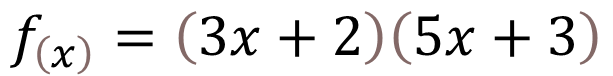 f(x) = (3x + 2)(5x + 3)